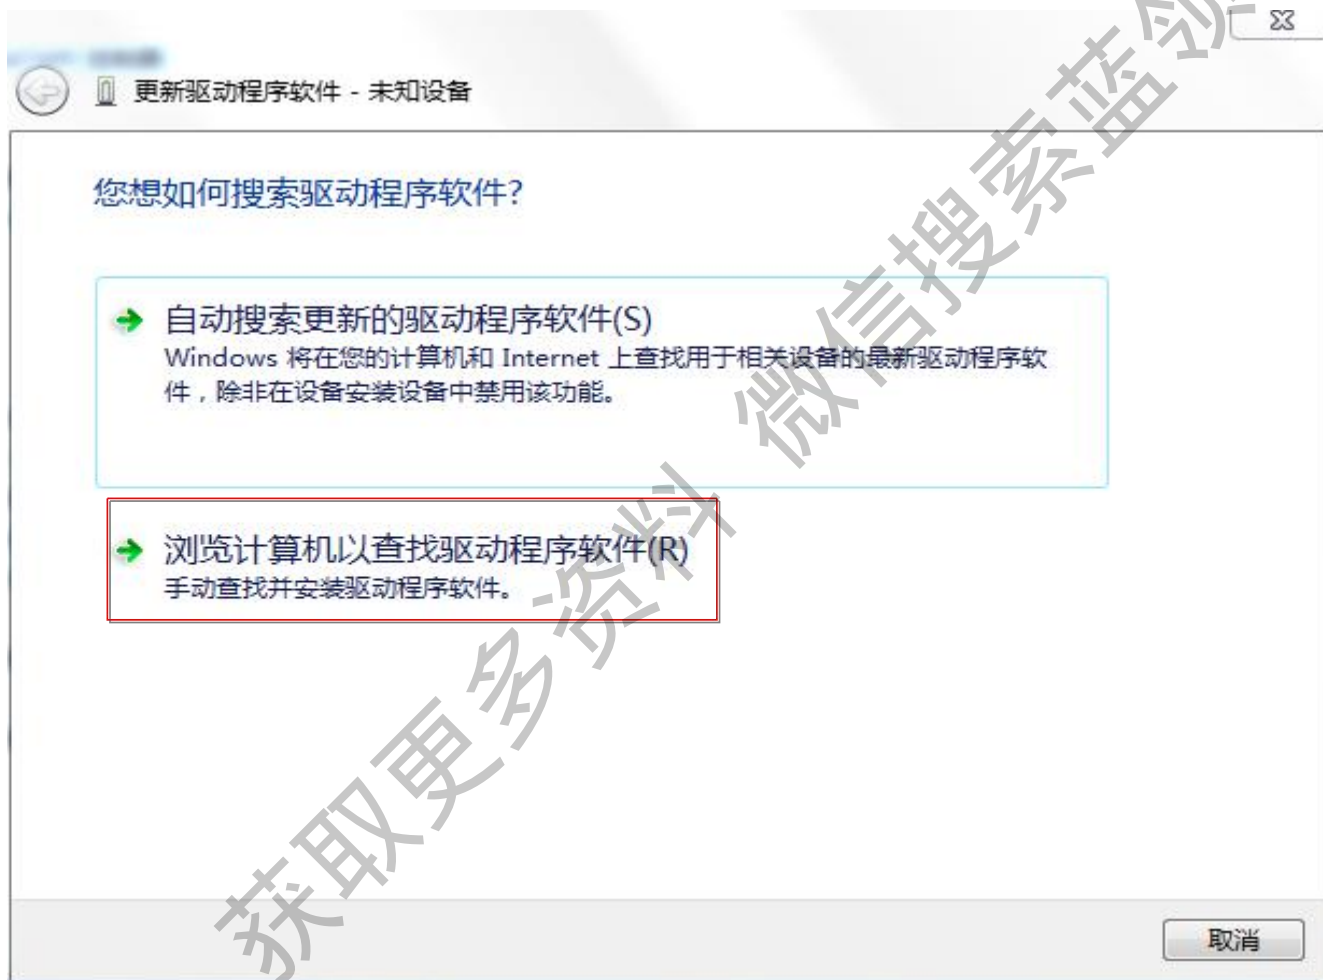 更新驱动程序软件 - 未知设备
您想如何搜索驱动程序软件?
自动搜索更新的驱动程序软件(S)
Windows 将在您的计算机和 Internet 上查找用于相关设备的最新驱动程序软
件，除非在设备安装设备中禁用该功能。
浏览计算机以查找驱动程序软件(R)
手动查找并安装驱动程序软件。
取消
获取更多资料 微信搜索蓝领